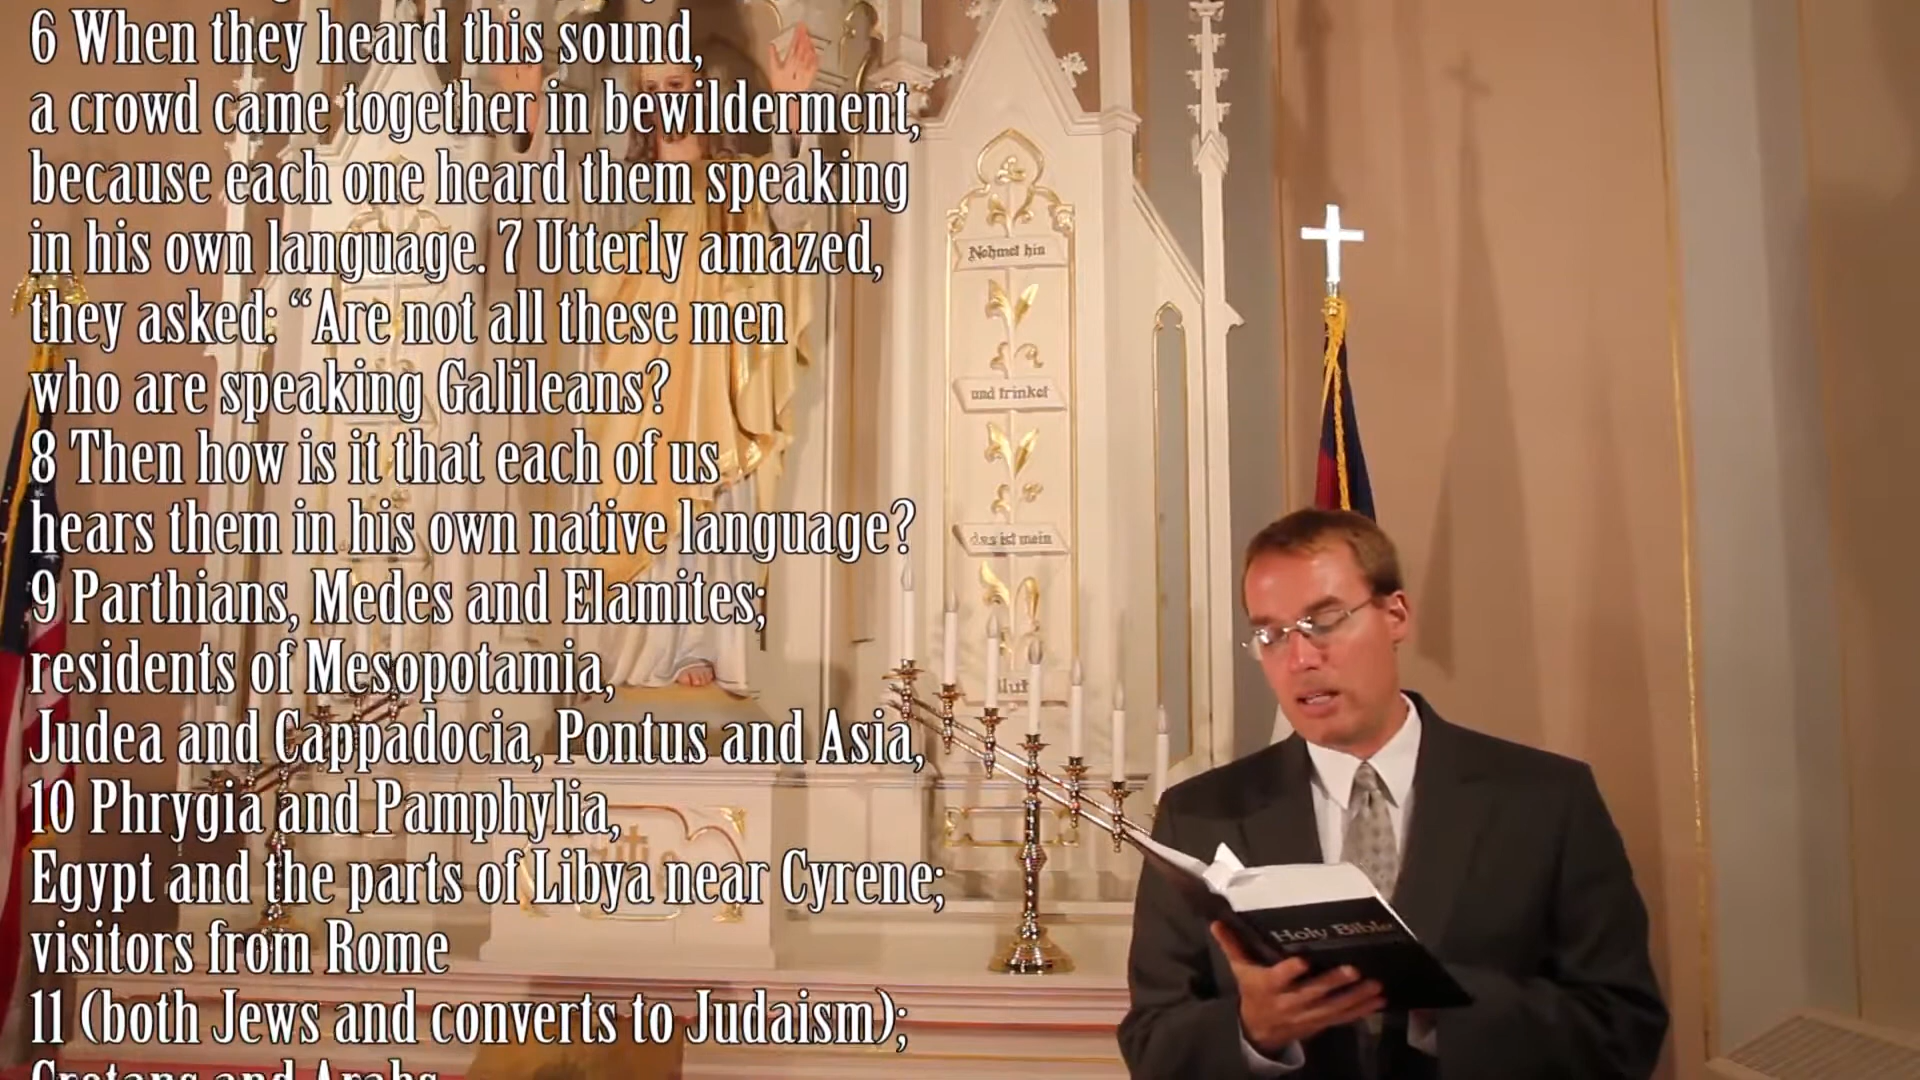 6 When they heard this sound,
a crowd came together in bewilderment,
because each one heard them speaking
in his own language. 7 Utterly amazed,
they asked: “Are not all these men
who are speaking Galileans?
8 Then how is it that each of us
hears them in his own native language?
9 Parthians, Medes and Elamites;
residents of Mesopotamia,
Judea and Cappadocia, Pontus and Asia,
10 Phrygia and Pamphylia,
Egypt and the parts of Libya near Cyrene;
visitors from Rome
11 (both Jews and converts to Judaism);
Cretans and Arabs
Nehmet hin
und trinket
das ist mein
Blut
Holy Bible